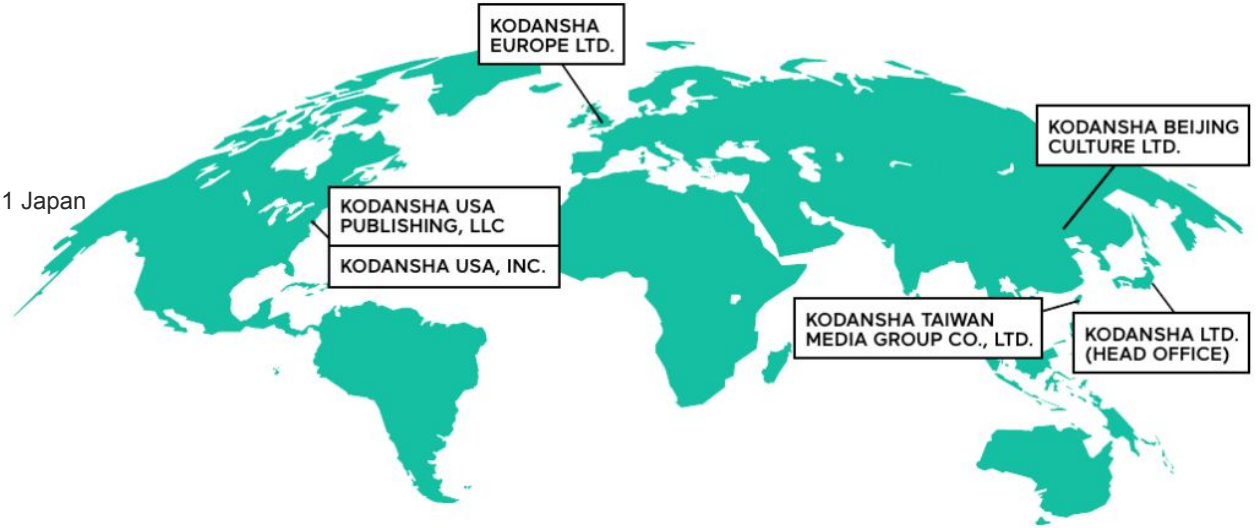 KODANSHA
EUROPE LTD.
KODANSHA BEIJING
CULTURE LTD.
1 Japan
KODANSHA USA
PUBLISHING, LLC
KODANSHA USA, INC.
KODANSHA TAIWAN
MEDIA GROUP CO., LTD.
KODANSHA LTD.
(HEAD OFFICE)